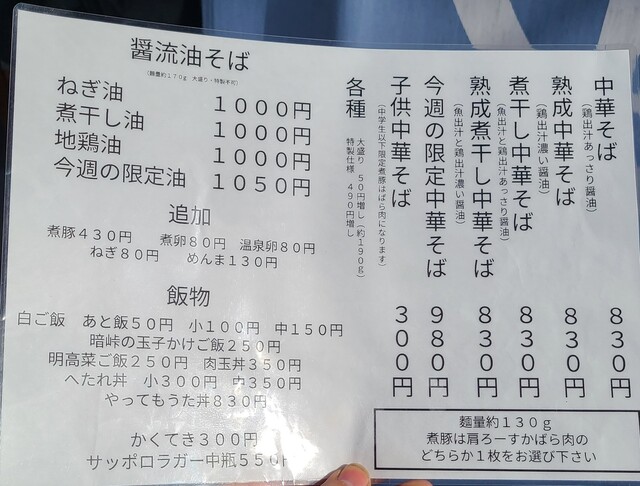 醤流油そば
（麺量約１７０ｇ　大盛り・特製不可）
ねぎ油　１０００円
煮干し油　１０００円
地鶏油　１０００円
今週の限定油　１０５０円
追加
煮豚４３０円　煮卵８０円　温泉卵８０円
ねぎ８０円　めんま１３０円
飯物
白ご飯　あと飯５０円　小１００円　中１５０円
暗峠の玉子かけご飯２５０円
明高菜ご飯２５０円　肉玉丼３５０円
へたれ丼　小３００円　中３５０円
やってもうた丼８３０円
かくてき３００円
サッポロラガー中瓶５５０円
中華そば　８３０円
（鶏出汁あっさり醤油）
熟成中華そば　８３０円
（鶏出汁濃い醤油）
煮干し中華そば　８３０円
（魚出汁と鶏出汁あっさり醤油）
熟成煮干し中華そば　８３０円
（魚出汁と鶏出汁濃い醤油）
今週の限定中華そば　９８０円
子供中華そば　３００円
（中学生以下限定煮豚はばら肉になります）
各種　大盛り　５０円増し（約１９０ｇ）
特製仕様　４９０円増し
麺量約１３０ｇ
煮豚は肩ろーすかばら肉の
どちらか１枚をお選び下さい